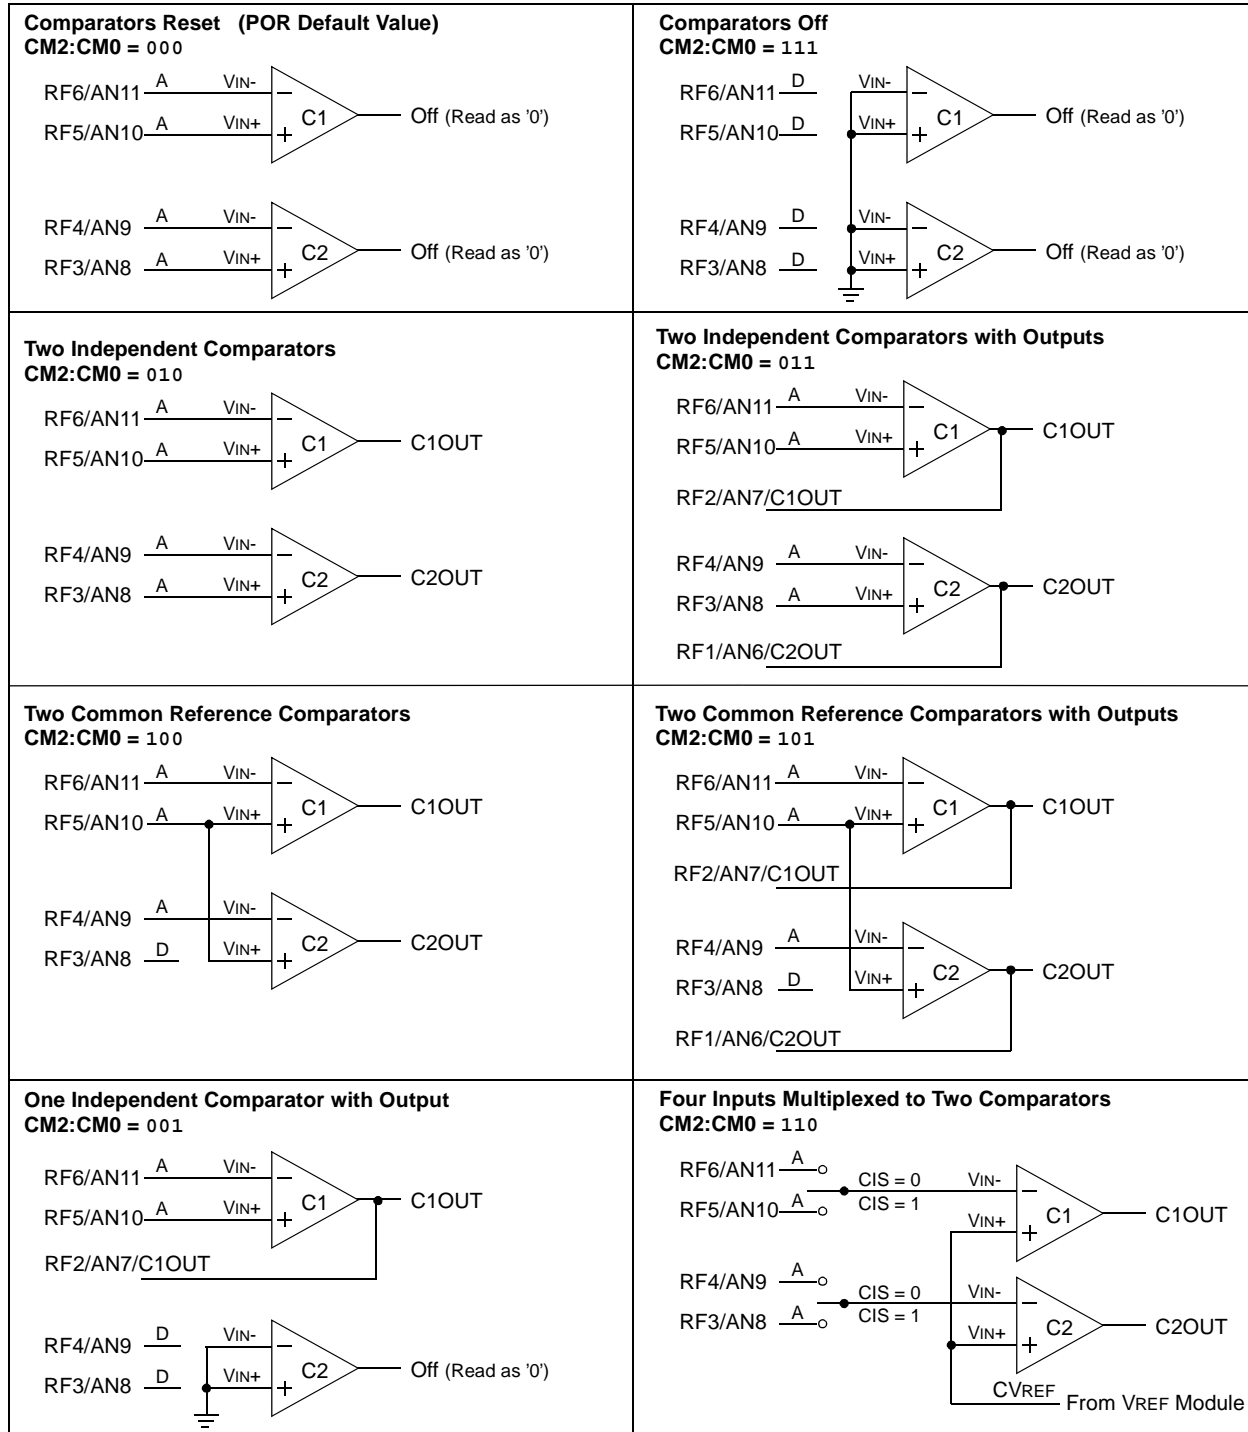 Comparators Reset (POR Default Value)
CM2:CM0 = 000
RF6/AN11 A VIN-
RF5/AN10 A VIN+
C1
Off (Read as '0')
RF4/AN9 A VIN-
RF3/AN8 A VIN+
C2
Off (Read as '0')
Comparators Off
CM2:CM0 = 111
RF6/AN11 D VIN-
RF5/AN10 D VIN+
C1
Off (Read as '0')
RF4/AN9 D VIN-
RF3/AN8 D VIN+
C2
Off (Read as '0')
Two Independent Comparators
CM2:CM0 = 010
RF6/AN11 A VIN-
RF5/AN10 A VIN+
C1
C1OUT
RF4/AN9 A VIN-
RF3/AN8 A VIN+
C2
C2OUT
Two Independent Comparators with Outputs
CM2:CM0 = 011
RF6/AN11 A VIN-
RF5/AN10 A VIN+
C1
C1OUT
RF2/AN7/C1OUT
RF4/AN9 A VIN-
RF3/AN8 A VIN+
C2
C2OUT
RF1/AN6/C2OUT
Two Common Reference Comparators
CM2:CM0 = 100
RF6/AN11 A VIN-
RF5/AN10 A VIN+
C1
C1OUT
RF4/AN9 A VIN-
RF3/AN8 D VIN+
C2
C2OUT
Two Common Reference Comparators with Outputs
CM2:CM0 = 101
RF6/AN11 A VIN-
RF5/AN10 A VIN+
C1
C1OUT
RF2/AN7/C1OUT
RF4/AN9 A VIN-
RF3/AN8 D VIN+
C2
C2OUT
RF1/AN6/C2OUT
One Independent Comparator with Output
CM2:CM0 = 001
RF6/AN11 A VIN-
RF5/AN10 A VIN+
C1
C1OUT
RF2/AN7/C1OUT
RF4/AN9 D VIN-
RF3/AN8 D VIN+
C2
Off (Read as '0')
Four Inputs Multiplexed to Two Comparators
CM2:CM0 = 110
RF6/AN11 A
CIS = 0 VIN-
RF5/AN10 A
CIS = 1
VIN+
C1
C1OUT
RF4/AN9 A
CIS = 0 VIN-
RF3/AN8 A
CIS = 1
VIN+
C2
C2OUT
CVREF
From VREF Module